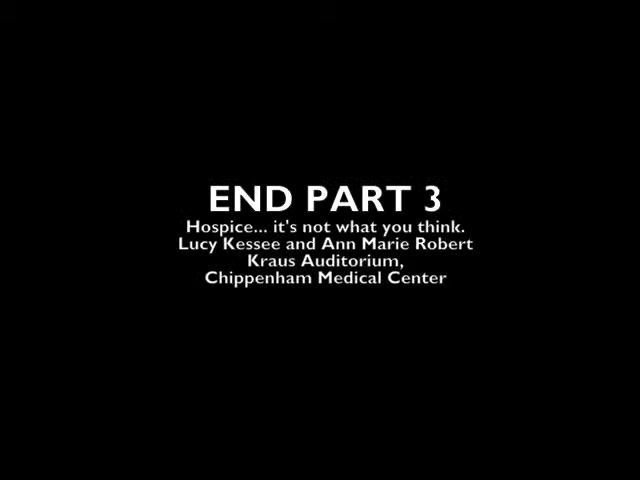 END PART 3
Hospice... it's not what you think.
Lucy Kessee and Ann Marie Robert
Kraus Auditorium,
Chippenham Medical Center